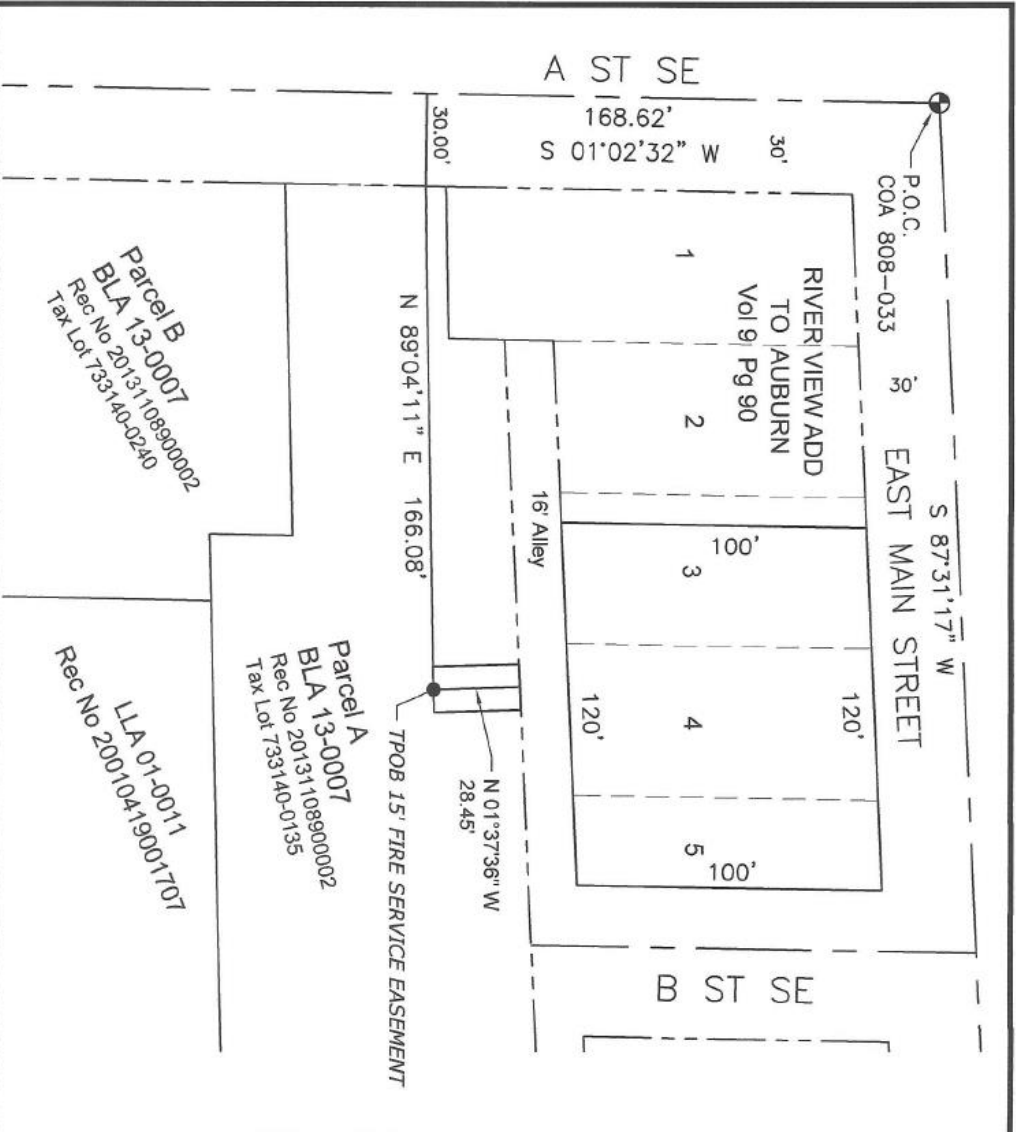 A ST SE
168.62'
S 01°02'32" W
30'
P.O.C.
COA 808-033
30'
S 87°31'17" W
EAST MAIN STREET
RIVER VIEW ADD
TO AUBURN
Vol 9 Pg 90
1
2
3
4
5
100'
120'
120'
100'
16' Alley
30.00'
N 89°04'11" E 166.08'
N 01°37'36" W
28.45'
TPOB 15' FIRE SERVICE EASEMENT
B ST SE
Parcel B
BLA 13-0007
Rec No 20131108900002
Tax Lot 733140-0240
Parcel A
BLA 13-0007
Rec No 20131108900002
Tax Lot 733140-0135
LLA 01-0011
Rec No 20010419001707